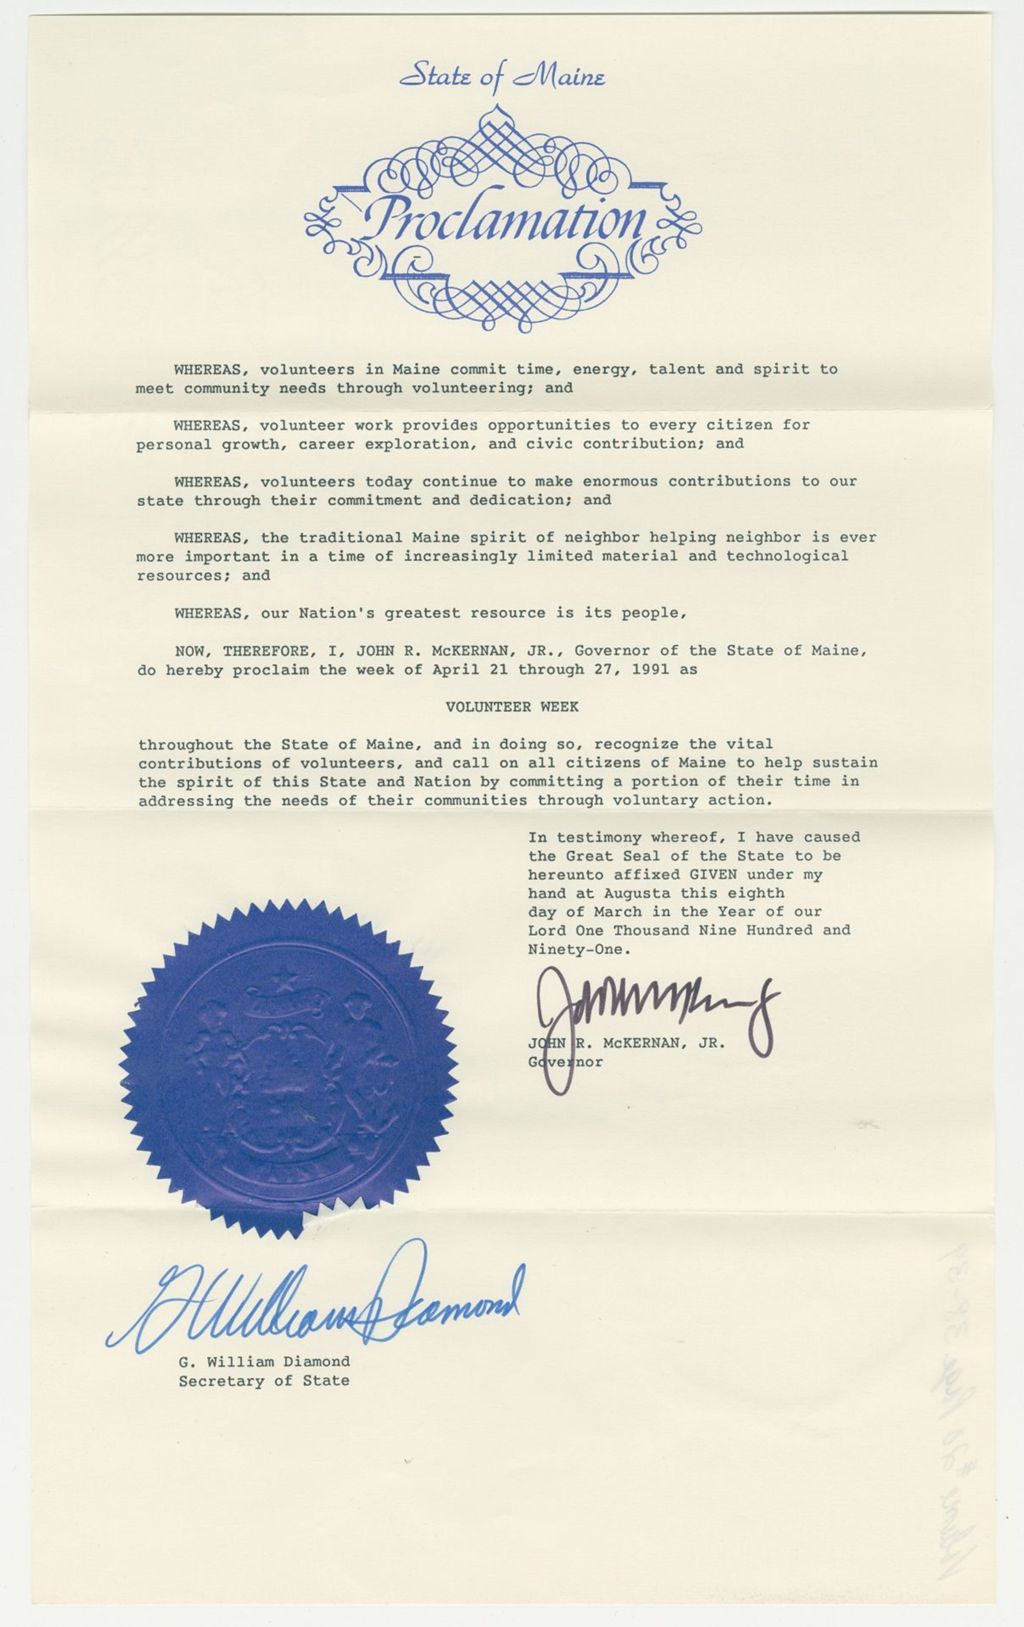 State of Maine
Proclamation
WHEREAS, volunteers in Maine commit time, energy, talent and spirit to
meet community needs through volunteering; and
WHEREAS, volunteer work provides opportunities to every citizen for
personal growth, career exploration, and civic contribution; and
WHEREAS, volunteers today continue to make enormous contributions to our
state through their commitment and dedication; and
WHEREAS, the traditional Maine spirit of neighbor helping neighbor is ever
more important in a time of increasingly limited material and technological
resources; and
WHEREAS, our Nation's greatest resource is its people,
NOW, THEREFORE, I, JOHN R. McKERNAN, JR., Governor of the State of Maine,
do hereby proclaim the week of April 21 through 27, 1991 as
VOLUNTEER WEEK
throughout the State of Maine, and in doing so, recognize the vital
contributions of volunteers, and call on all citizens of Maine to help sustain
the spirit of this State and Nation by committing a portion of their time in
addressing the needs of their communities through voluntary action.
In testimony whereof, I have caused
the Great Seal of the State to be
hereunto affixed GIVEN under my
hand at Augusta this eighth
day of March in the Year of our
Lord One Thousand Nine Hundred and
Ninety-One.
JOHN R. McKERNAN, JR.
Governor
G William Diamond
G. William Diamond
Secretary of State